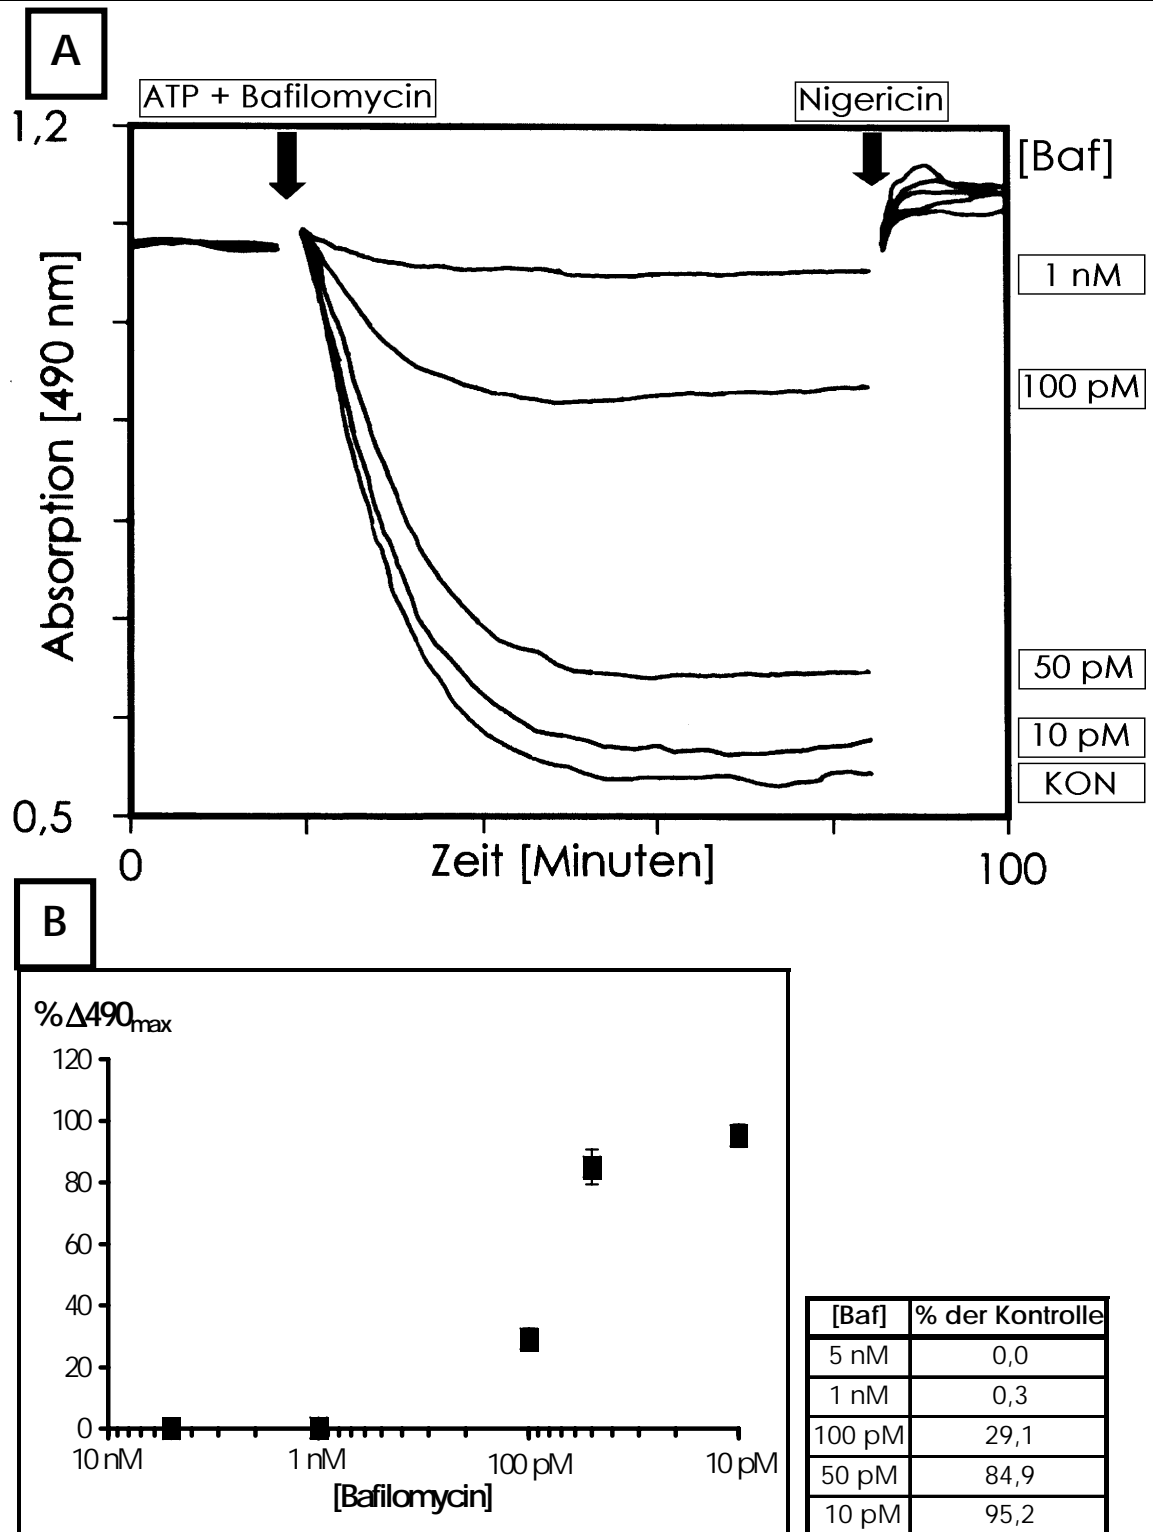 A
ATP + Bafilomycin
Nigericin
1,2
[Baf]
1 nM
100 pM
50 pM
10 pM
KON
Absorption [490 nm]
0,5
0
Zeit [Minuten]
100
B
% Δ490max
120
100
80
60
40
20
0
10 nM
1 nM
100 pM
10 pM
[Bafilomycin]
[Baf] % der Kontrolle
5 nM 0,0
1 nM 0,3
100 pM 29,1
50 pM 84,9
10 pM 95,2